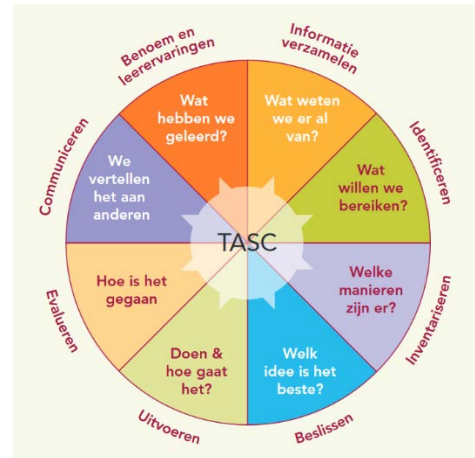 Informatie
verzamelen
Wat weten
we er al
van?
Identificeren
Wat
willen we
bereiken?
Inventariseren
Welke
manieren
zijn er?
Beslissen
Welk
idee is het
beste?
Uitvoeren
Doen &
hoe gaat
het?
Evalueren
Hoe is het
gegaan
Communiceren
We
vertellen
het aan
anderen
Benoem en
leerervaringen
Wat
hebben we
geleerd?
TASC